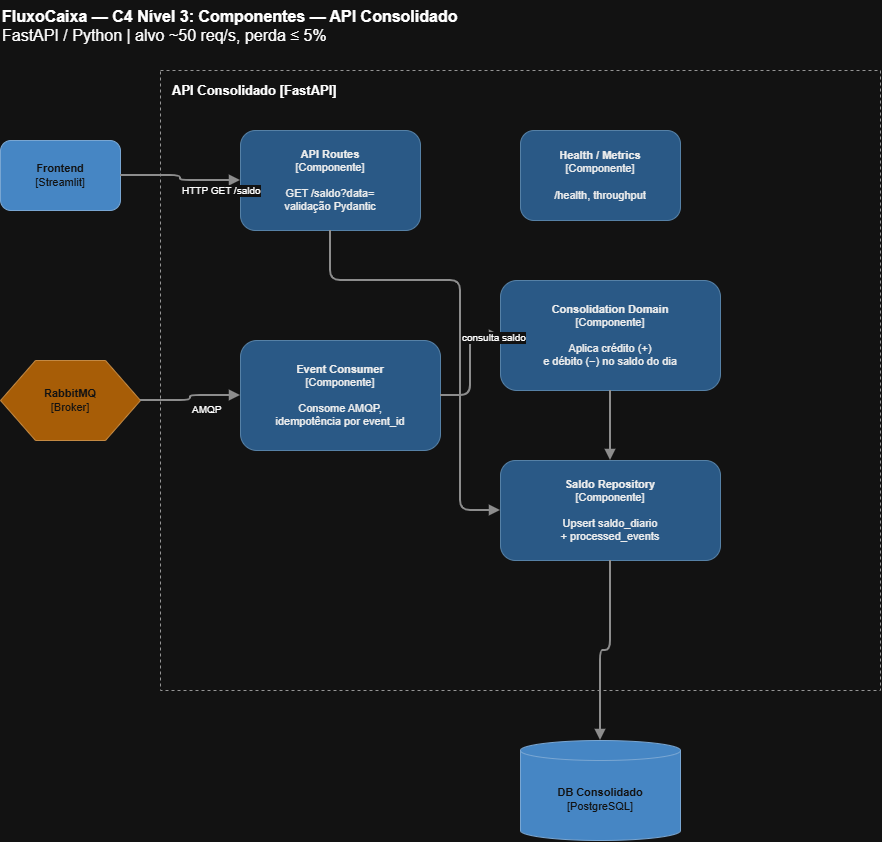 FluxoCaixa — C4 Nível 3: Componentes — API Consolidado
FastAPI / Python | alvo ~50 req/s, perda ≤ 5%
API Consolidado [FastAPI]
Frontend
[Streamlit]
HTTP GET /saldo
API Routes
[Componente]
GET /saldo?data=
validação Pydantic
Health / Metrics
[Componente]
/health, throughput
Consolidation Domain
[Componente]
Aplica crédito (+)
e débito (−) no saldo do dia
consulta saldo
RabbitMQ
[Broker]
AMQP
Event Consumer
[Componente]
Consome AMQP,
idempotência por event_id
Saldo Repository
[Componente]
Upsert saldo_diario
+ processed_events
DB Consolidado
[PostgreSQL]